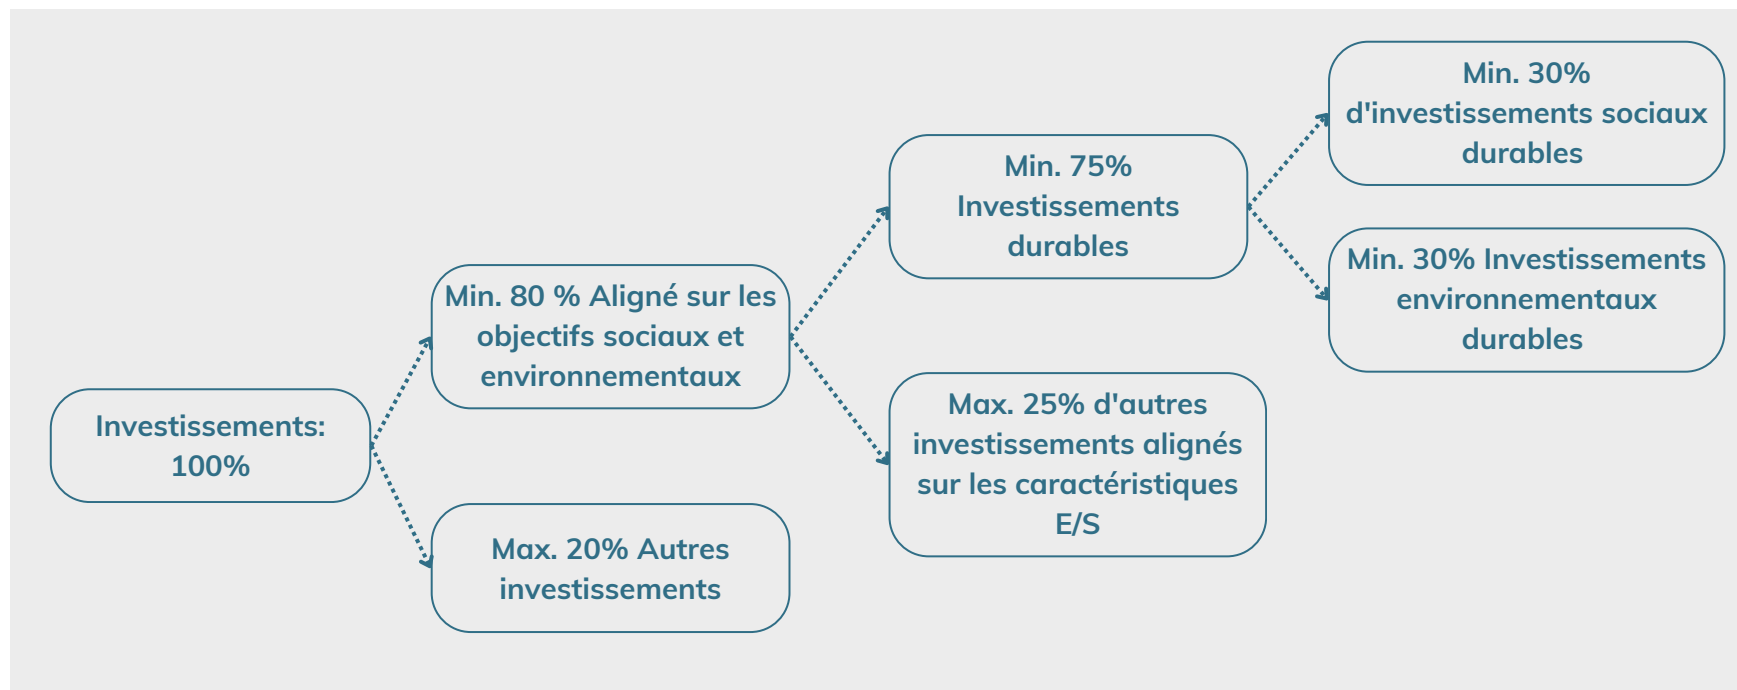 Investissements:
100%
Min. 80 % Aligné sur les
objectifs sociaux et
environnementaux
Max. 20% Autres
investissements
Min. 75%
Investissements
durables
Max. 25% d'autres
investissements alignés
sur les caractéristiques
E/S
Min. 30%
d'investissements sociaux
durables
Min. 30% Investissements
environnementaux
durables